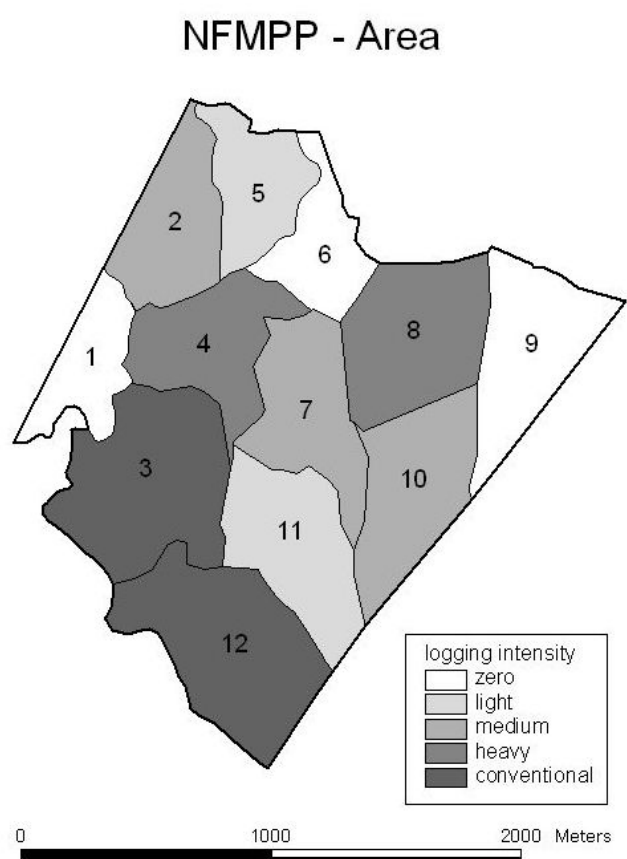 NFMPP - Area
5
2
6
8
4
9
1
7
3
10
11
12
logging intensity
zero
light
medium
heavy
conventional
0 1000 2000 Meters